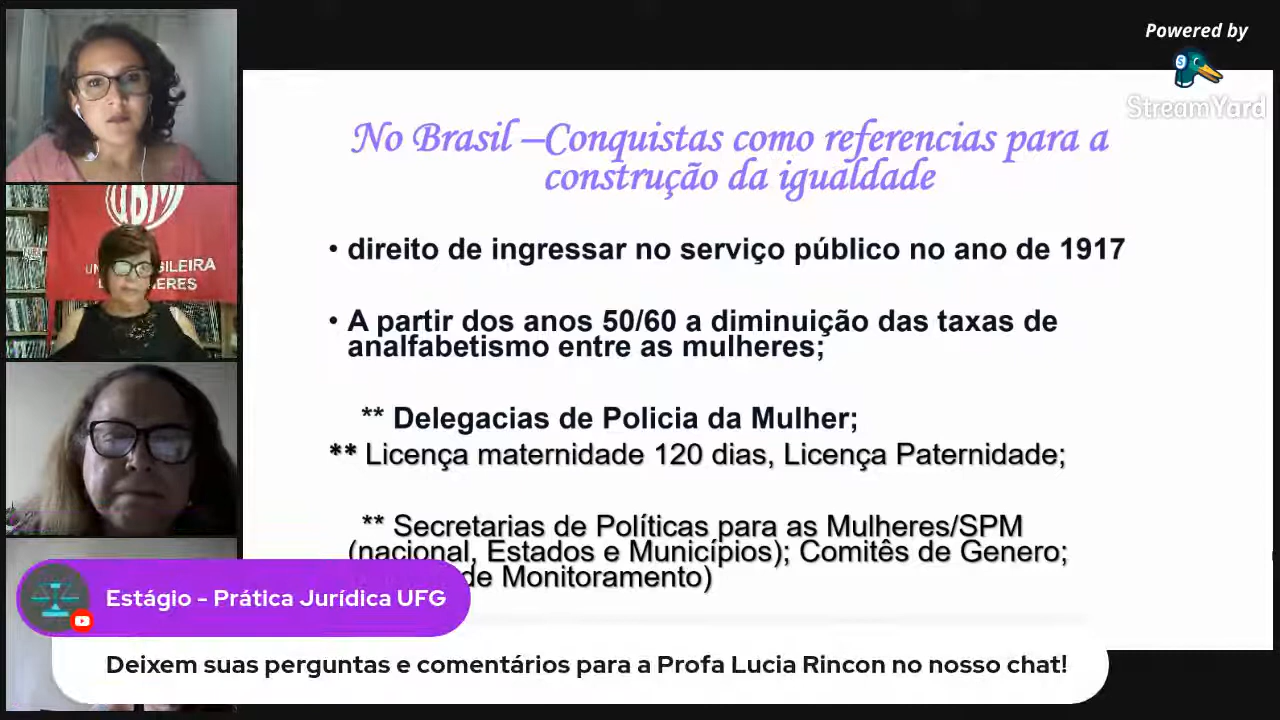 Powered by
StreamYard
No Brasil –Conquistas como referencias para a
construção da igualdade
• direito de ingressar no serviço público no ano de 1917
• A partir dos anos 50/60 a diminuição das taxas de
analfabetismo entre as mulheres;
** Delegacias de Policia da Mulher;
** Licença maternidade 120 dias, Licença Paternidade;
** Secretarias de Políticas para as Mulheres/SPM
(nacional, Estados e Municípios); Comitês de Genero;
de Monitoramento)
UBM
Estágio - Prática Jurídica UFG
Deixem suas perguntas e comentários para a Profa Lucia Rincon no nosso chat!